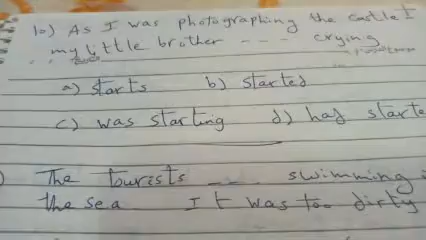 10) As I was photographing the castle
my little brother --- crying
a) starts b) started
c) was starting d) had starte
The tourists --- swimming
the sea It was too dirty